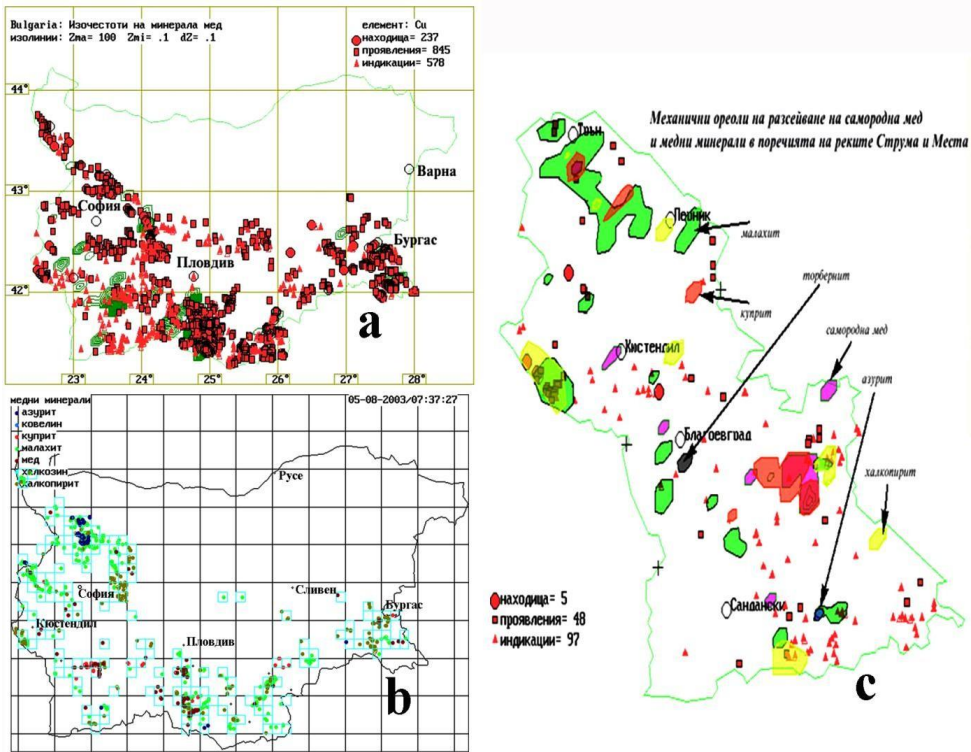 Bulgaria: Изочестоти на минерала мед
изолинии: Zma= 100 Zmi= .1 dZ= .1
елемент: Cu
находица= 237
проявления= 845
индикации= 578
44°
43°
42°
Варна
София
Бургас
Пловдив
a
23°
24°
25°
26°
27°
28°
медни минерали
05-08-2003/07:37:27
азурит
ковелин
куприт
малахит
мед
халкозин
халкопирит
Русе
София
Сливен
Бургас
Кюстендил
Пловдив
b
Механични ореоли на разсейване на самородна мед
и медни минерали в поречията на реките Струма и Места
Трън
Перник
малахит
торбернит
куприт
самородна мед
Кюстендил
азурит
Благоевград
халкопирит
находица= 5
проявления= 48
индикации= 97
Сандански
c